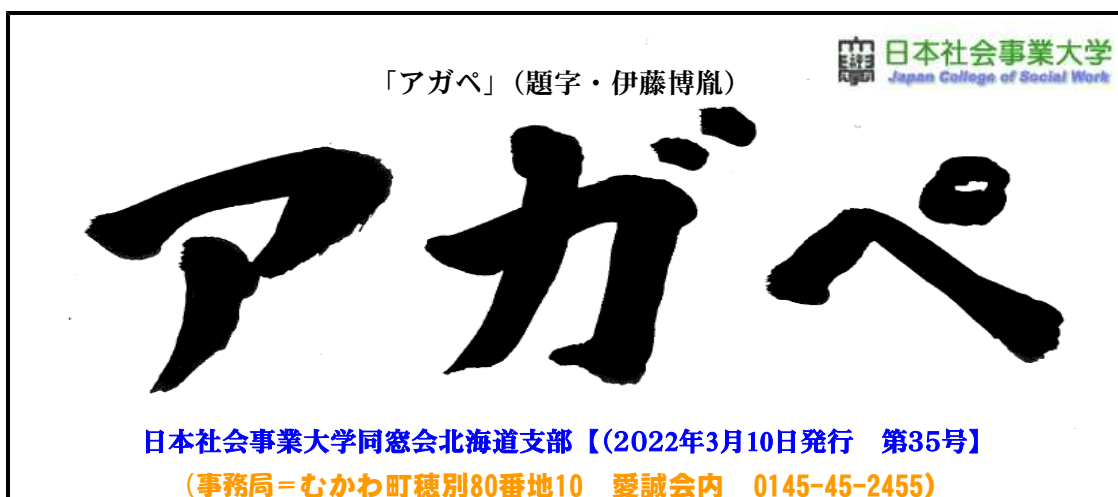 日本社会事業大学
Japan College of Social Work
「アガペ」（題字・伊藤博胤）
アガペ
日本社会事業大学同窓会北海道支部【（2022年3月10日発行　第35号】
（事務局＝むかわ町穂別80番地10　愛誠会内　0145-45-2455）